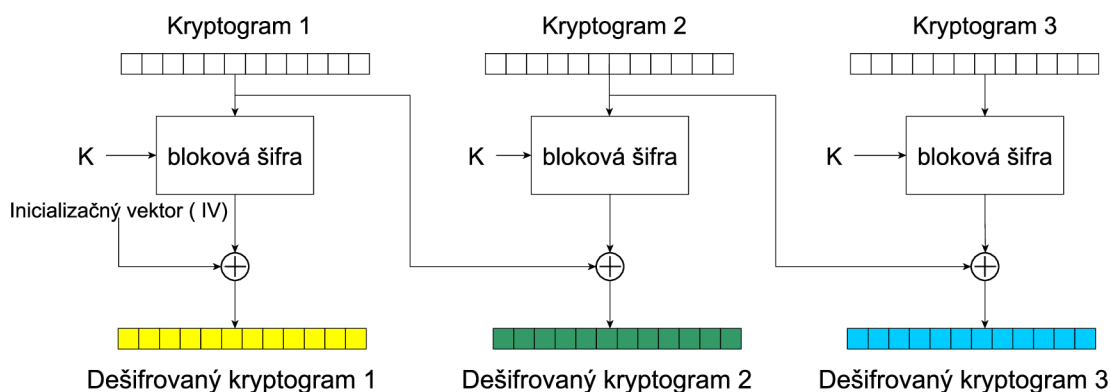 Kryptogram 1
Kryptogram 2
Kryptogram 3
K
bloková šifra
K
bloková šifra
K
bloková šifra
Inicializačný vektor ( IV)
Dešifrovaný kryptogram 1
Dešifrovaný kryptogram 2
Dešifrovaný kryptogram 3